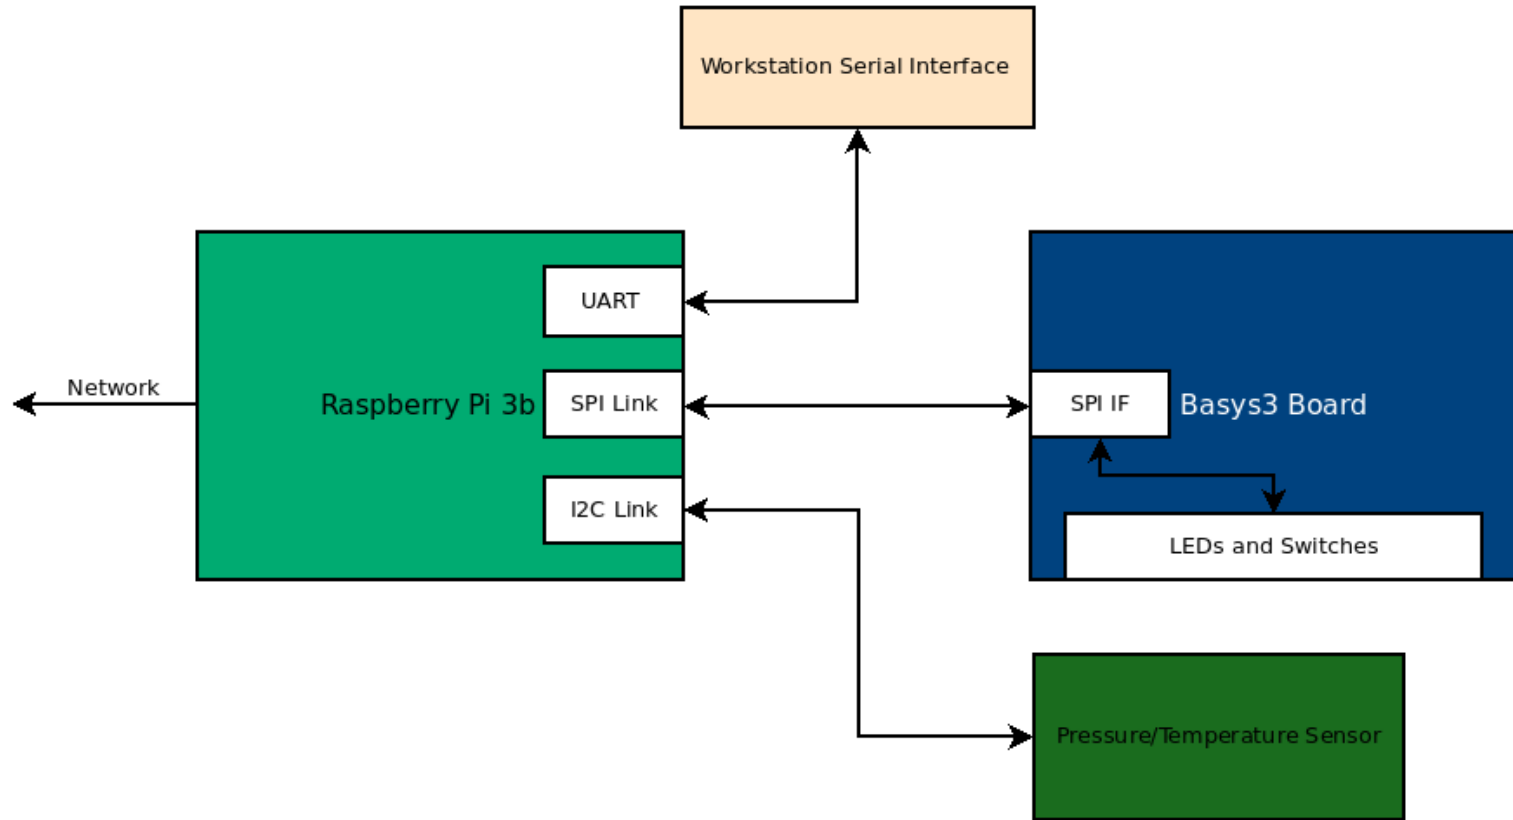 Workstation Serial Interface
UART
Network
Raspberry Pi 3b
SPI Link
SPI IF
Basys3 Board
I2C Link
LEDs and Switches
Pressure/Temperature Sensor